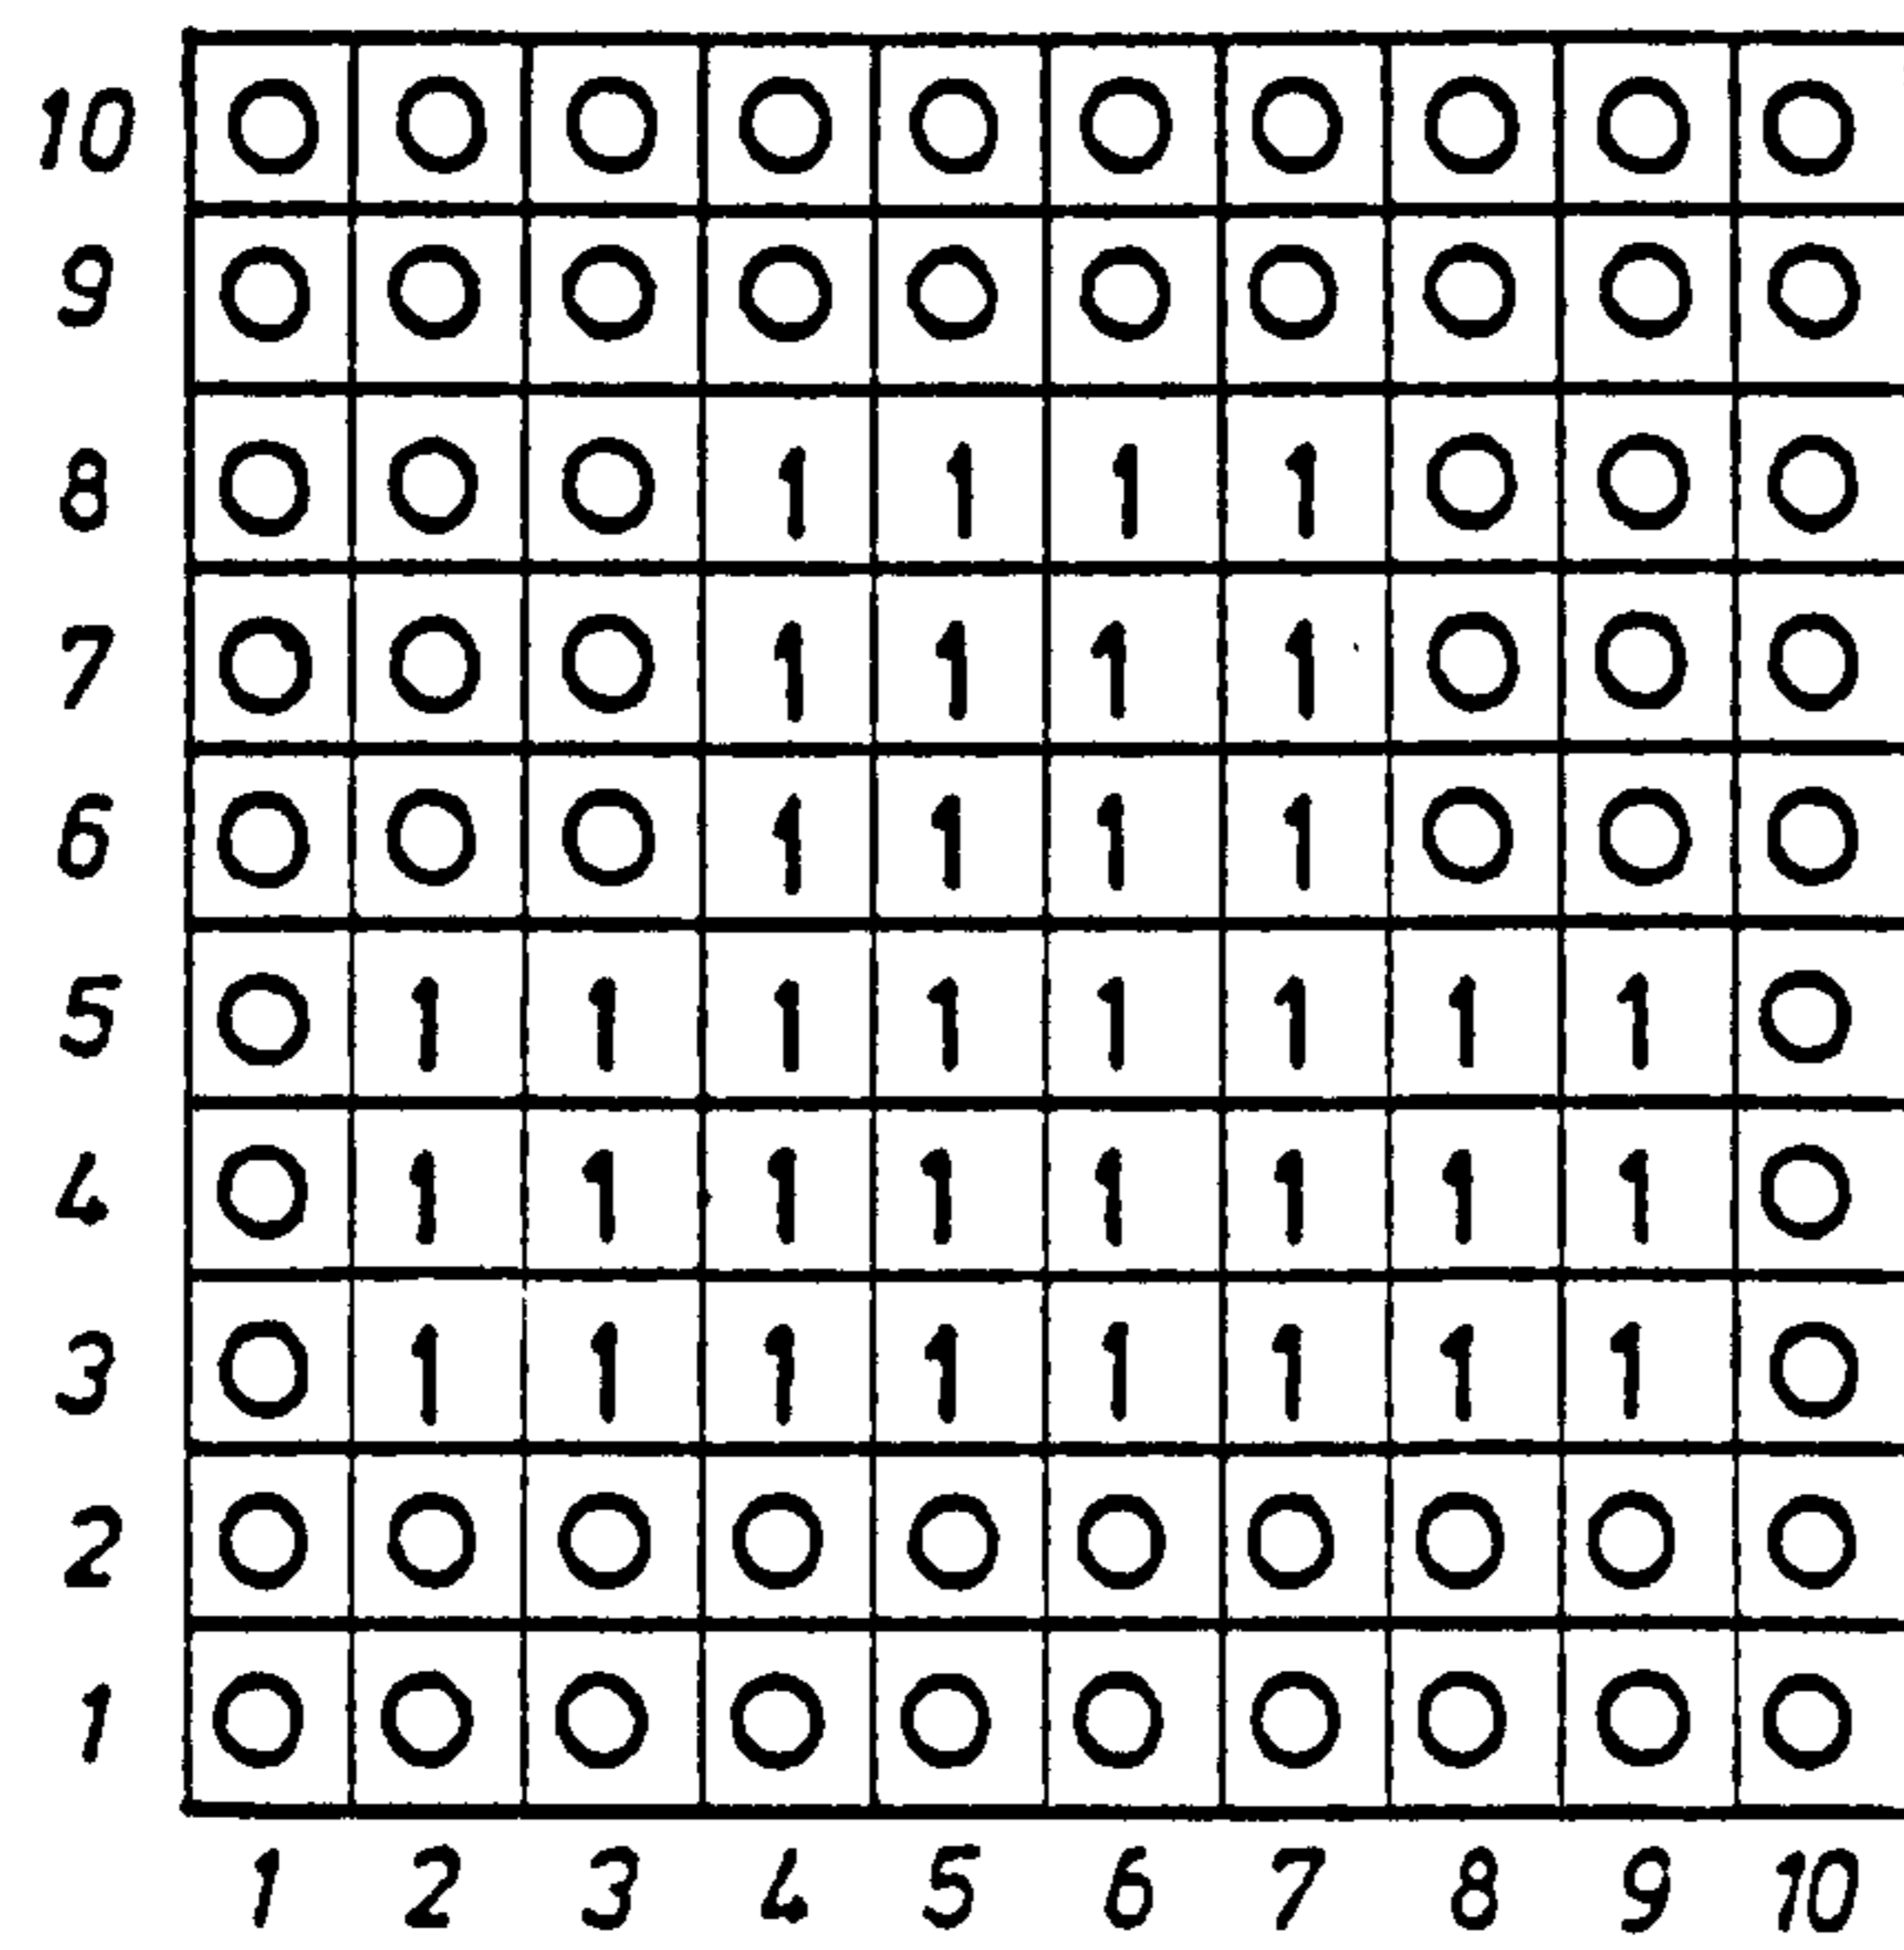 10 0 0 0 0 0 0 0 0 0 0
9 0 0 0 0 0 0 0 0 0 0
8 0 0 0 1 1 1 1 0 0 0
7 0 0 0 1 1 1 1 0 0 0
6 0 0 0 1 1 1 1 0 0 0
5 0 1 1 1 1 1 1 1 1 0
4 0 1 1 1 1 1 1 1 1 0
3 0 1 1 1 1 1 1 1 1 0
2 0 0 0 0 0 0 0 0 0 0
1 0 0 0 0 0 0 0 0 0 0
1 2 3 4 5 6 7 8 9 10